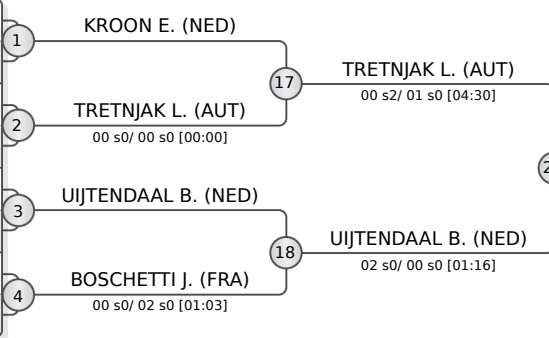 KROON E. (NED)
1
17
TRETNJAK L. (AUT)
00 s2/ 01 s0 [04:30]
TRETNJAK L. (AUT)
2
00 s0/ 00 s0 [00:00]
UIJTENDAAL B. (NED)
3
18
UIJTENDAAL B. (NED)
02 s0/ 00 s0 [01:16]
BOSCHETTI J. (FRA)
4
00 s0/ 02 s0 [01:03]